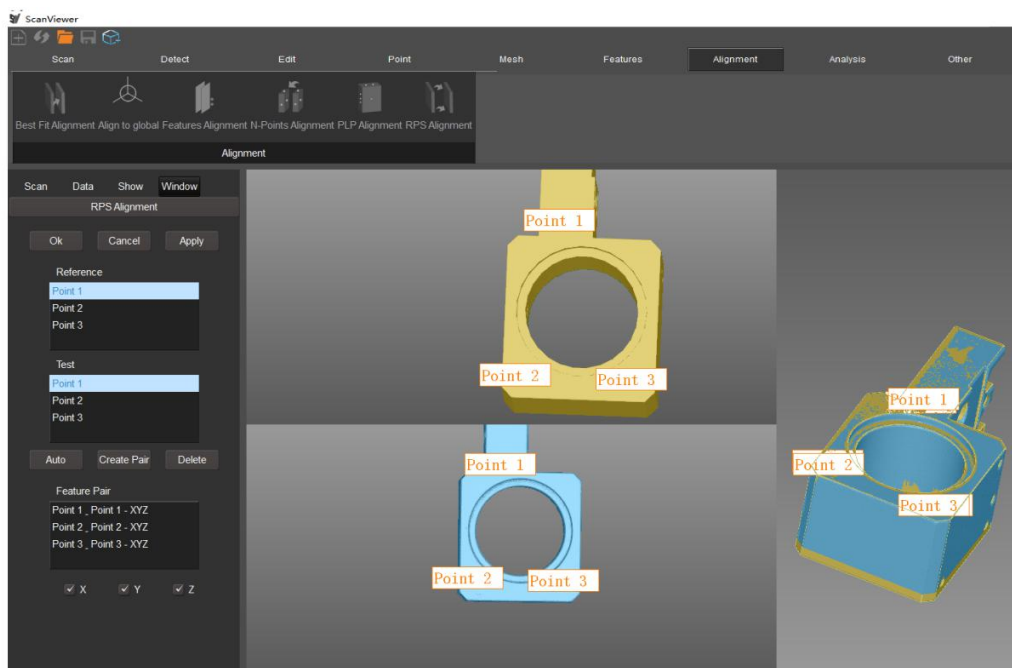 ScanViewer
Scan Detect Edit Point Mesh Features Alignment Analysis Other
Best Fit Alignment Align to global Features Alignment N-Points Alignment PLP Alignment RPS Alignment
Alignment
Scan Data Show Window
RPS Alignment
Ok Cancel Apply
Reference
Point 1
Point 2
Point 3
Test
Point 1
Point 2
Point 3
Auto Create Pair Delete
Feature Pair
Point 1 _ Point 1 - XYZ
Point 2 _ Point 2 - XYZ
Point 3 _ Point 3 - XYZ
X Y Z
Point 1
Point 2 Point 3
Point 1
Point 2 Point 3
Point 1
Point 2
Point 3